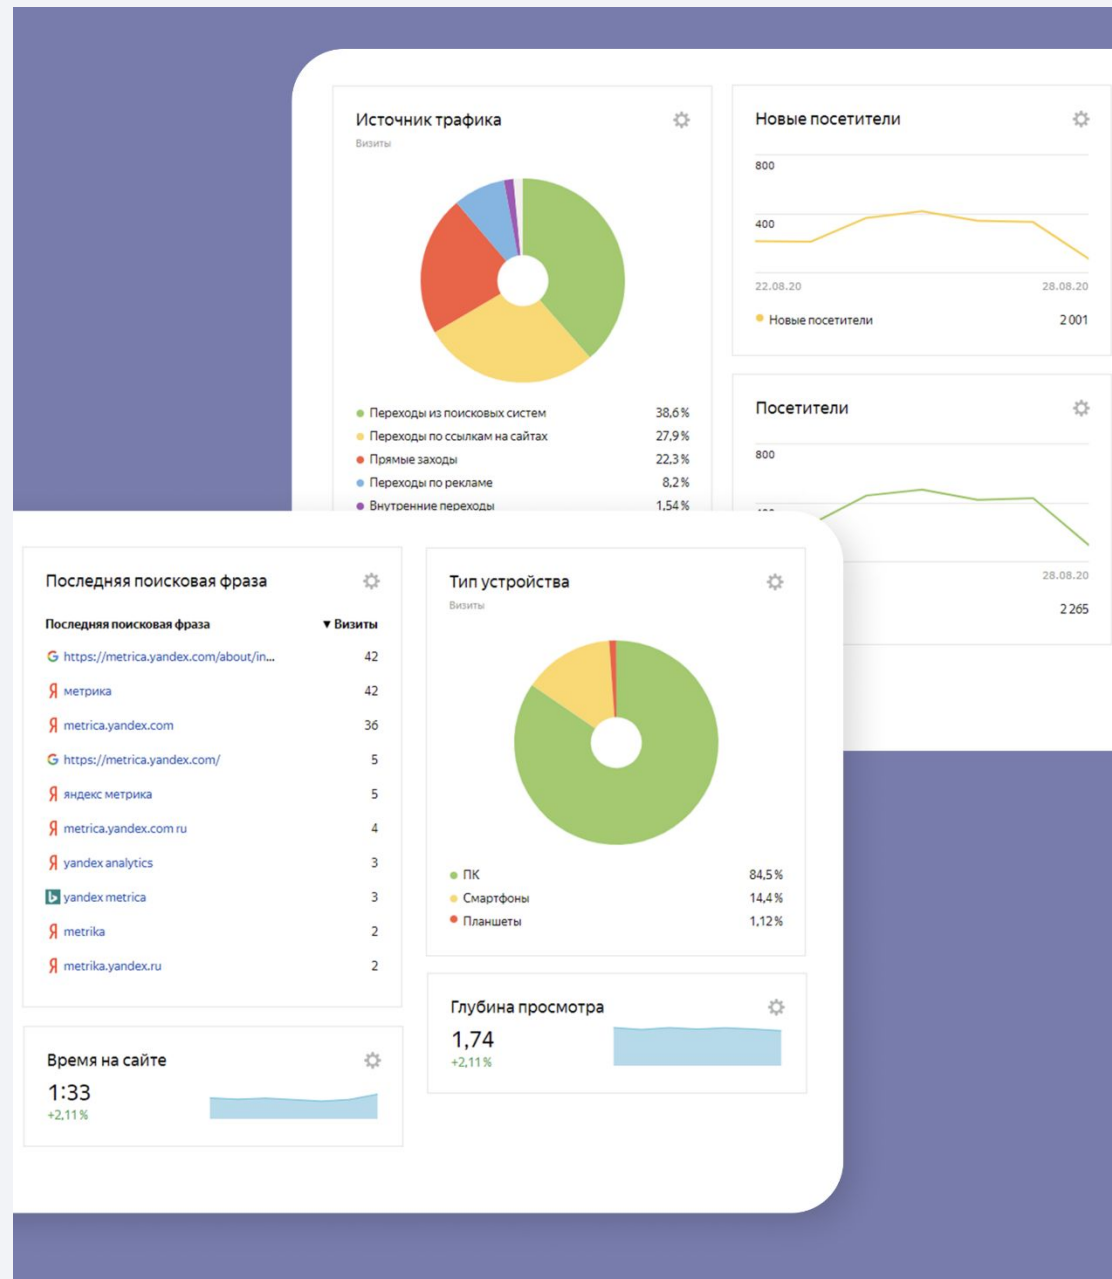 Источник трафика
Визиты
Переходы из поисковых систем 38,6%
Переходы по ссылкам на сайтах 27,9%
Прямые заходы 22,3%
Переходы по рекламе 8,2%
Внутренние переходы 1,54%
Новые посетители
800
400
22.08.20 28.08.20
Новые посетители 2 001
Посетители
800
28.08.20
2 265
Последняя поисковая фраза
Последняя поисковая фраза ▼ Визиты
https://metrica.yandex.com/about/in... 42
метрика 42
metrica.yandex.com 36
https://metrica.yandex.com/ 5
яндекс метрика 5
metrica.yandex.com ru 4
yandex analytics 3
yandex metrica 3
metrika 2
metrika.yandex.ru 2
Тип устройства
Визиты
ПК 84,5%
Смартфоны 14,4%
Планшеты 1,12%
Время на сайте
1:33
+2,11%
Глубина просмотра
1,74
+2,11%